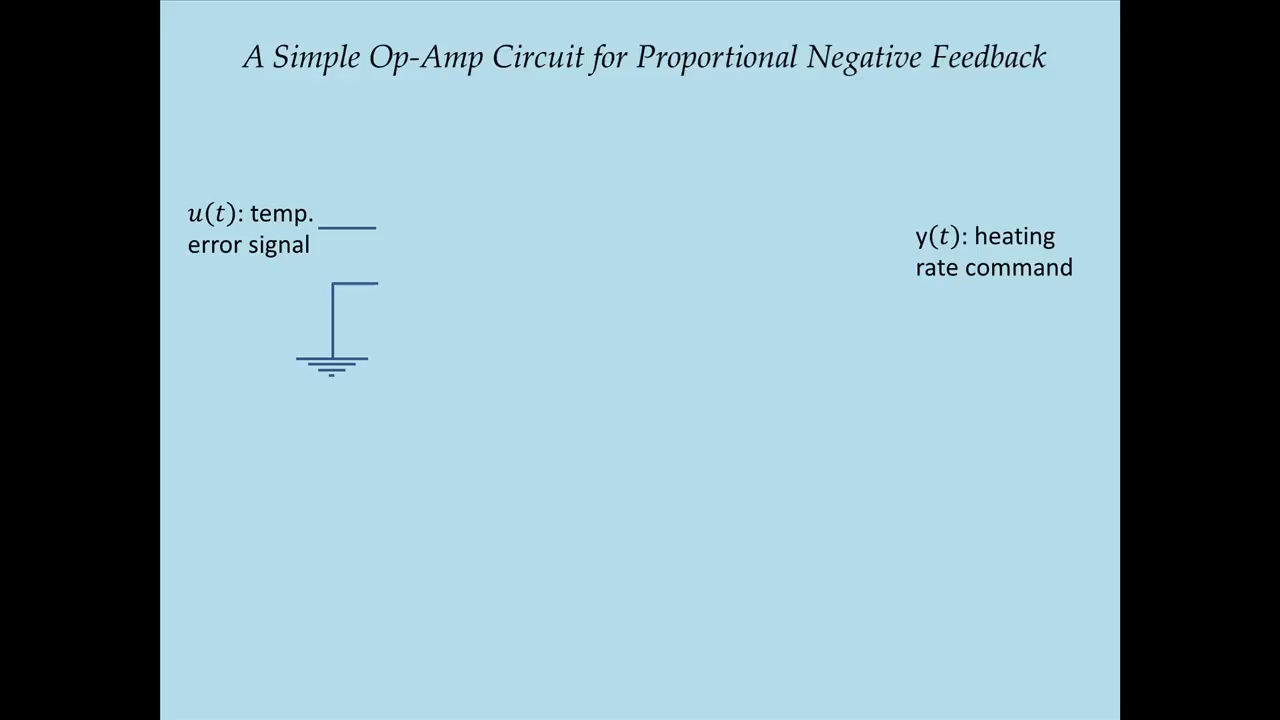 A Simple Op-Amp Circuit for Proportional Negative Feedback
u(t): temp.
error signal
y(t): heating
rate command